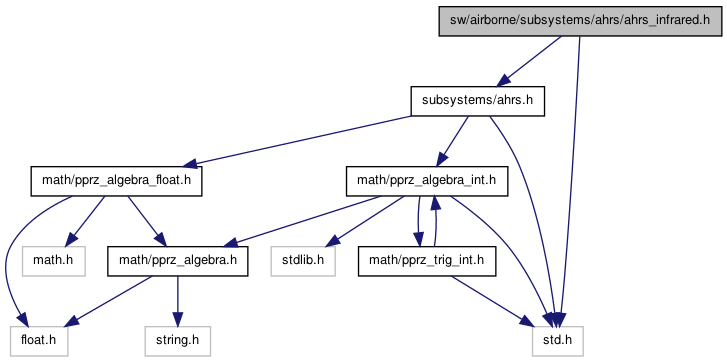 sw/airborne/subsystems/ahrs/ahrs_infrared.h
subsystems/ahrs.h
math/pprz_algebra_float.h
math/pprz_algebra_int.h
math.h
math/pprz_algebra.h
stdlib.h
math/pprz_trig_int.h
float.h
string.h
std.h